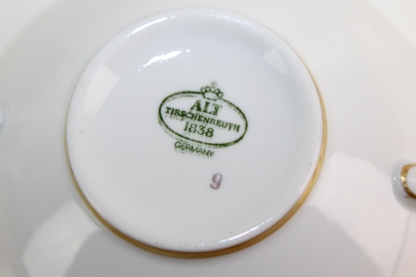 ALT
TIRSCHENREUTH
1838
GERMANY
9